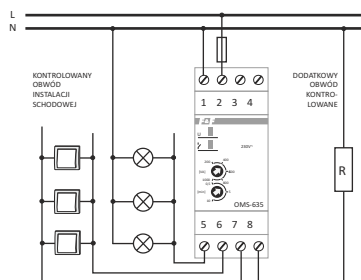 L
N
KONTROLOWANY
OBWÓD
INSTALACJI
SCHODOWEJ
DODATKOWY
OBWÓD
KONTRO-
LOWANE
1 2 3 4
F&F
U
230V~
OMS-635
5 6 7 8
R